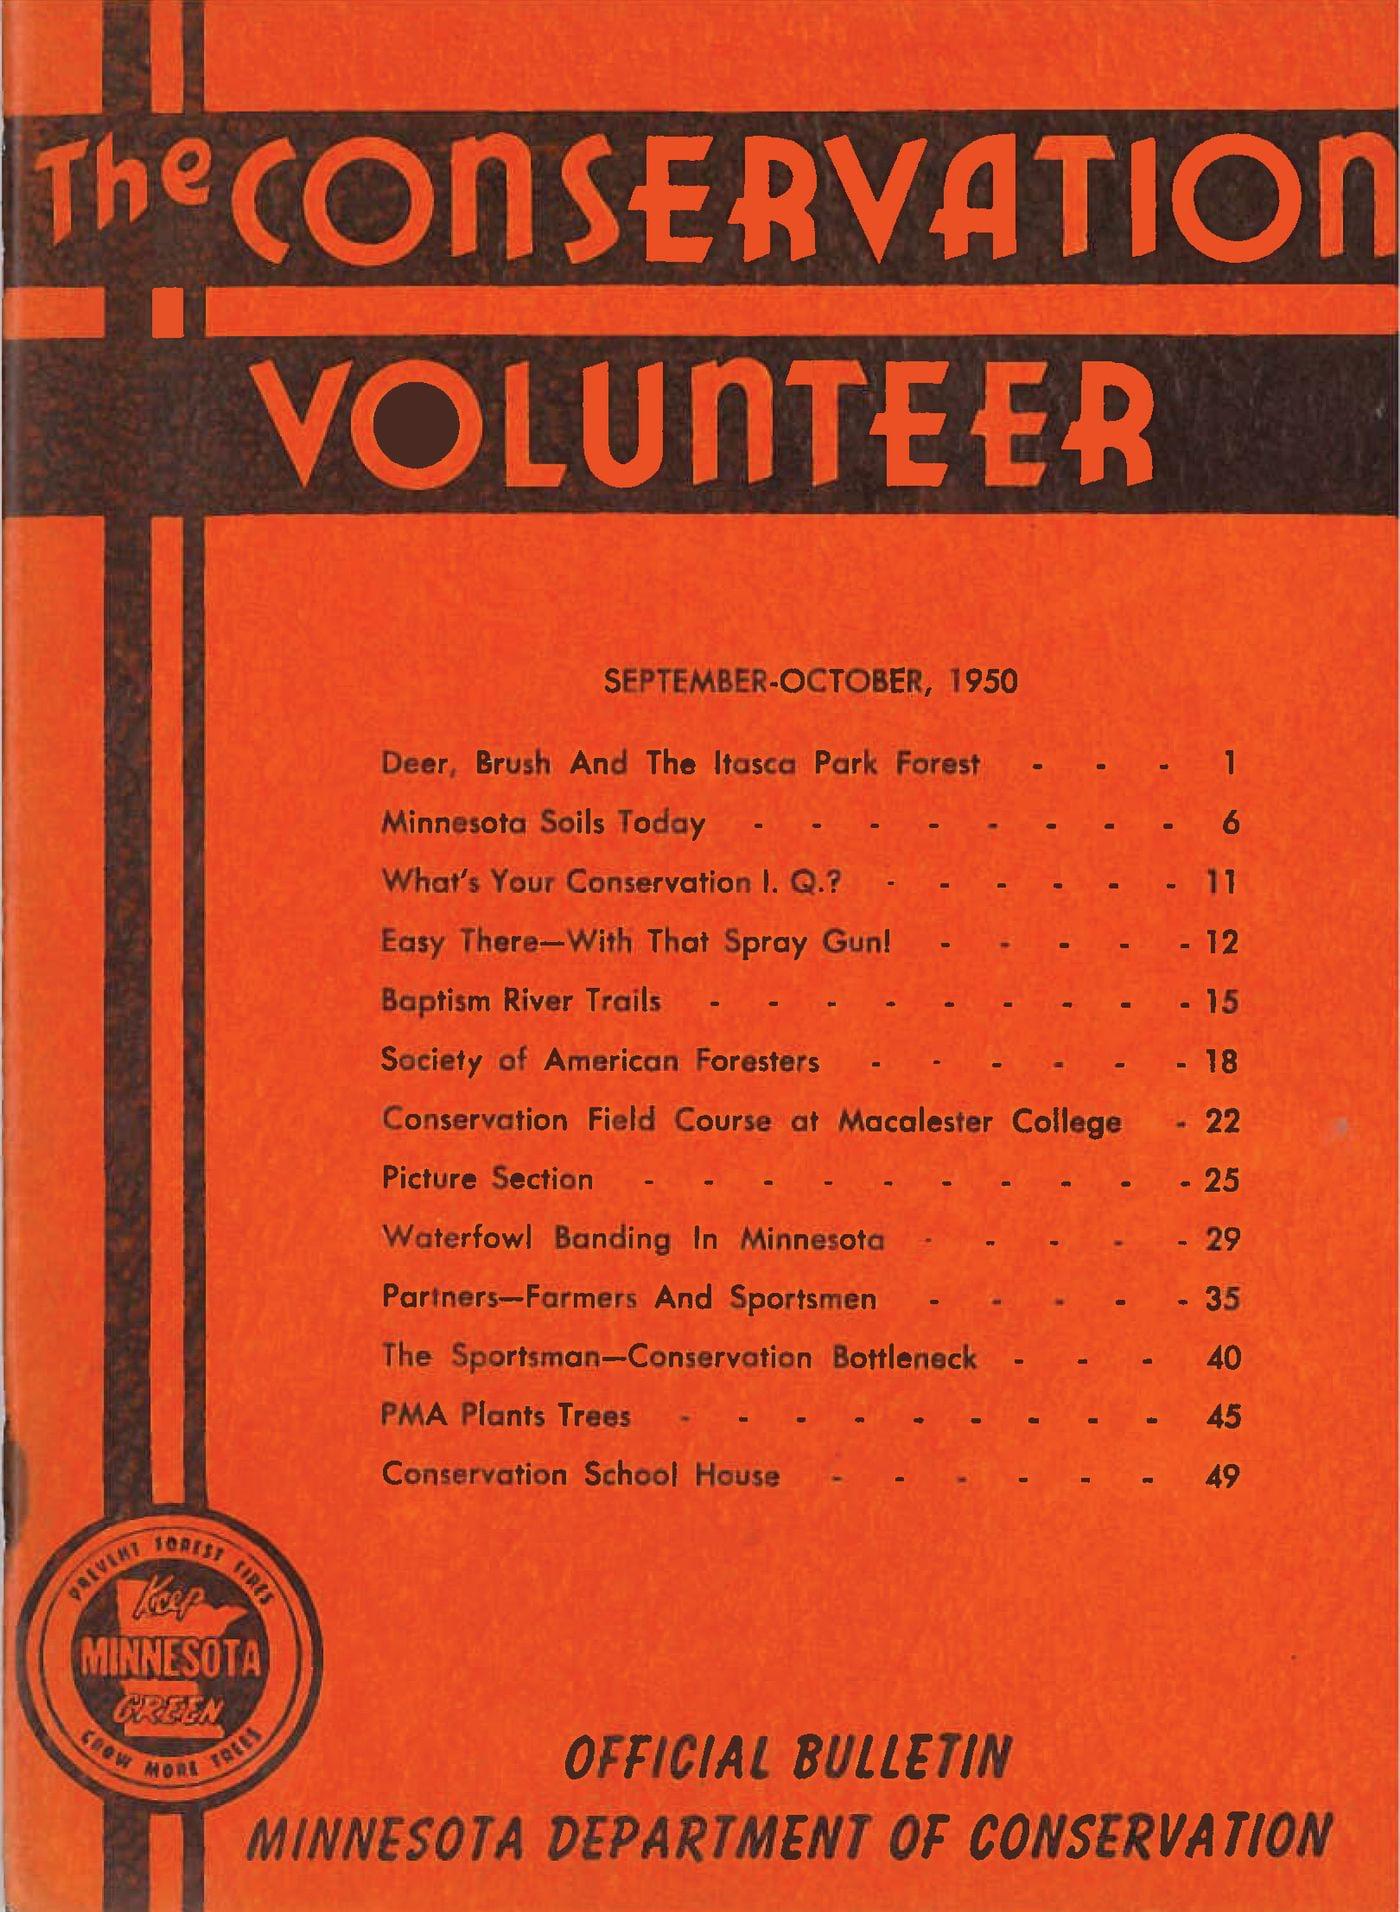 The CONSERVATION
VOLUNTEER
SEPTEMBER-OCTOBER, 1950
Deer, Brush And The Itasca Park Forest - - - 1
Minnesota Soils Today - - - - - - - - 6
What's Your Conservation I. Q.? - - - - - - 11
Easy There—With That Spray Gun! - - - - - 12
Baptism River Trails - - - - - - - - - 15
Society of American Foresters - - - - - - 18
Conservation Field Course at Macalester College - 22
Picture Section - - - - - - - - - - 25
Waterfowl Banding In Minnesota - - - - - 29
Partners—Farmers And Sportsmen - - - - - 35
The Sportsman—Conservation Bottleneck - - - 40
PMA Plants Trees - - - - - - - - - 45
Conservation School House - - - - - - 49
PREVENT FOREST FIRES
Keep
MINNESOTA
GREEN
GROW MORE TREES
OFFICIAL BULLETIN
MINNESOTA DEPARTMENT OF CONSERVATION